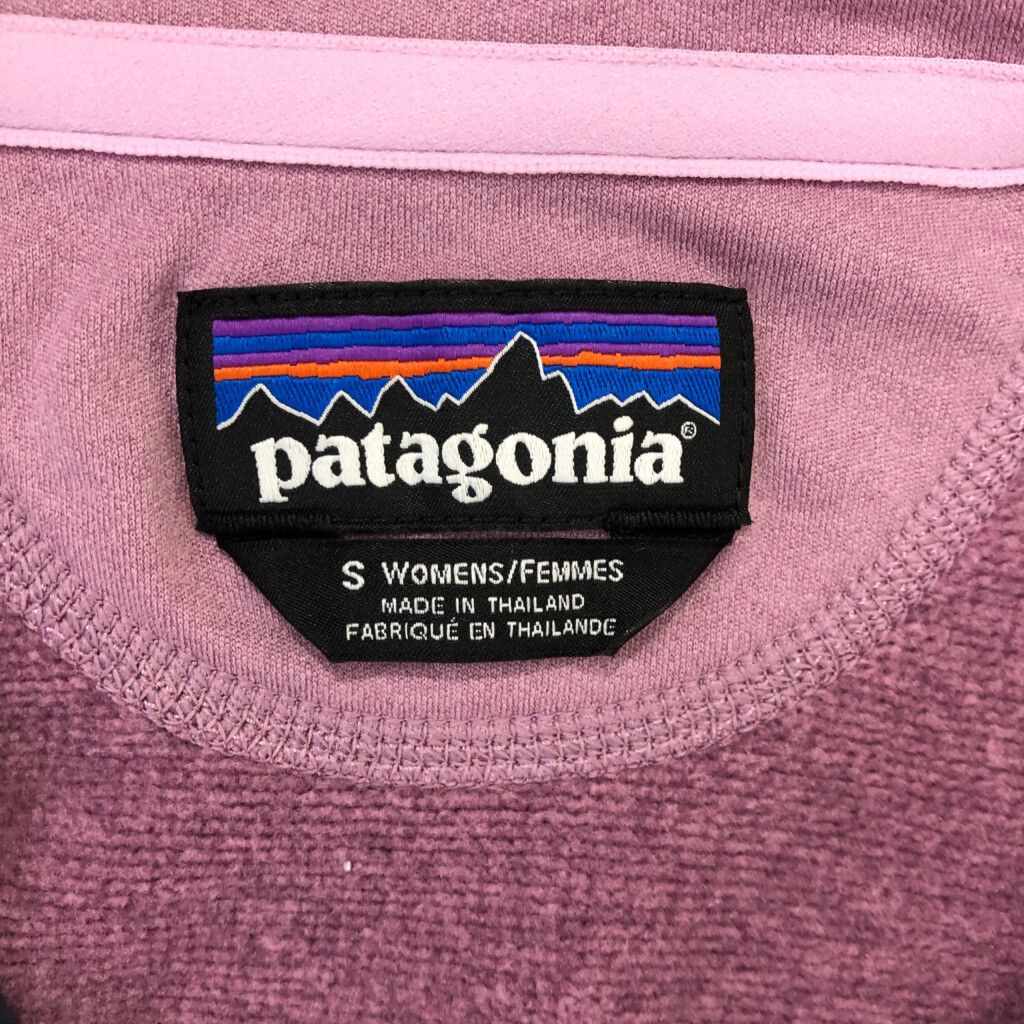 patagonia®
S WOMENS/FEMMES
MADE IN THAILAND
FABRIQUÉ EN THAILANDE